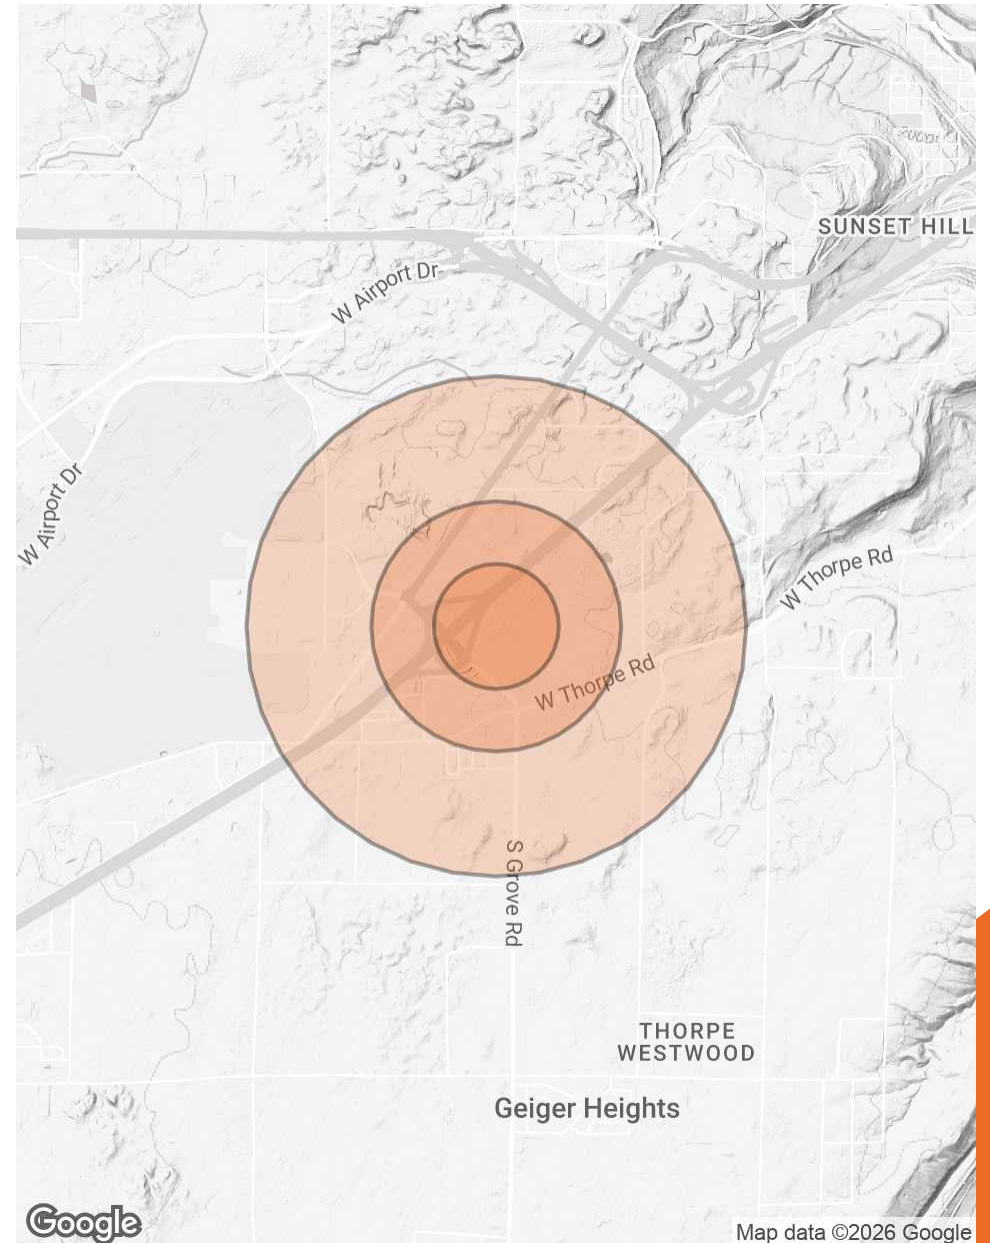 SUNSET HILL
W Airport Dr
W Airport Dr
W Thorpe Rd
W Thorpe Rd
S Grove Rd
THORPE
WESTWOOD
Geiger Heights
Google
Map data ©2026 Google